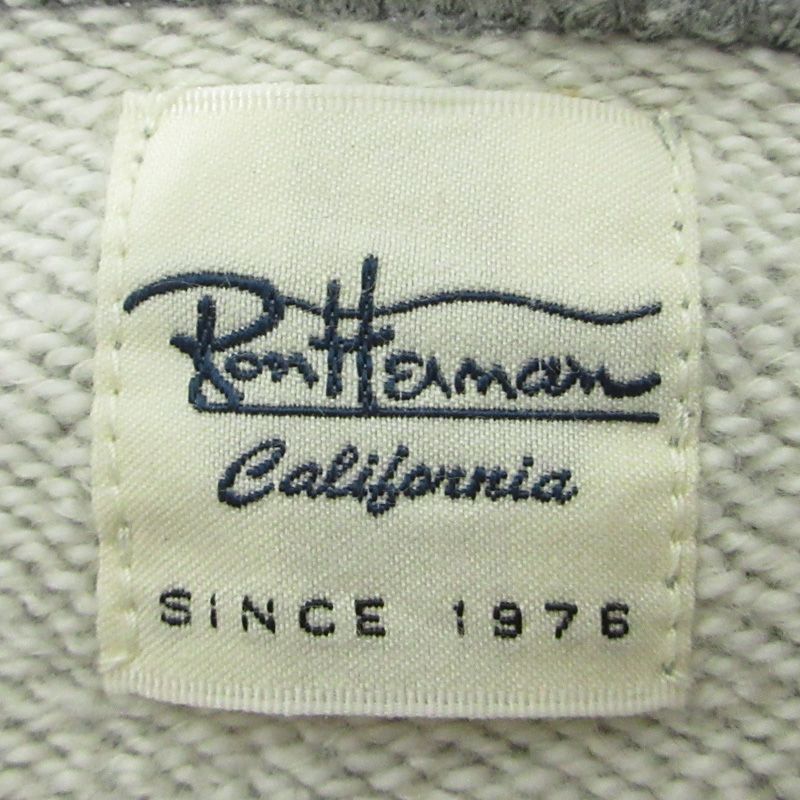 Ron Herman
California
SINCE 1976